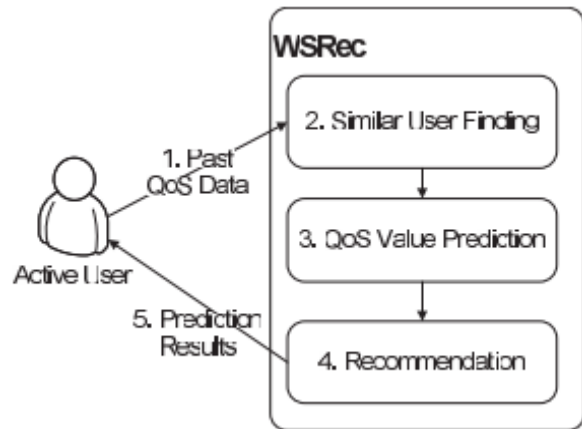 WSRec
2. Similar User Finding
1. Past
QoS Data
3. QoS Value Prediction
Active User
5. Prediction
Results
4. Recommendation